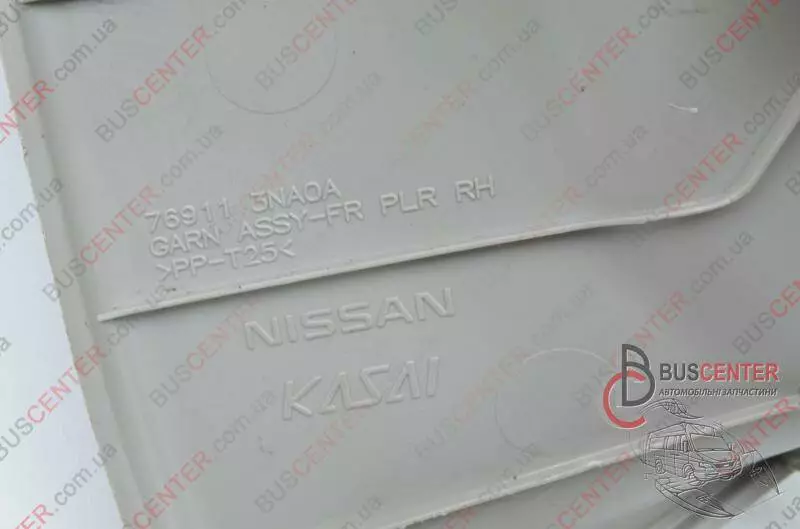 76911 3NA0A
GARN ASSY-FR PLR RH
>PP-T25<
NISSAN
KASAI
BUSCENTER
АВТОМОБІЛЬНІ ЗАПЧАСТИНИ
BUSCENTER.com.ua